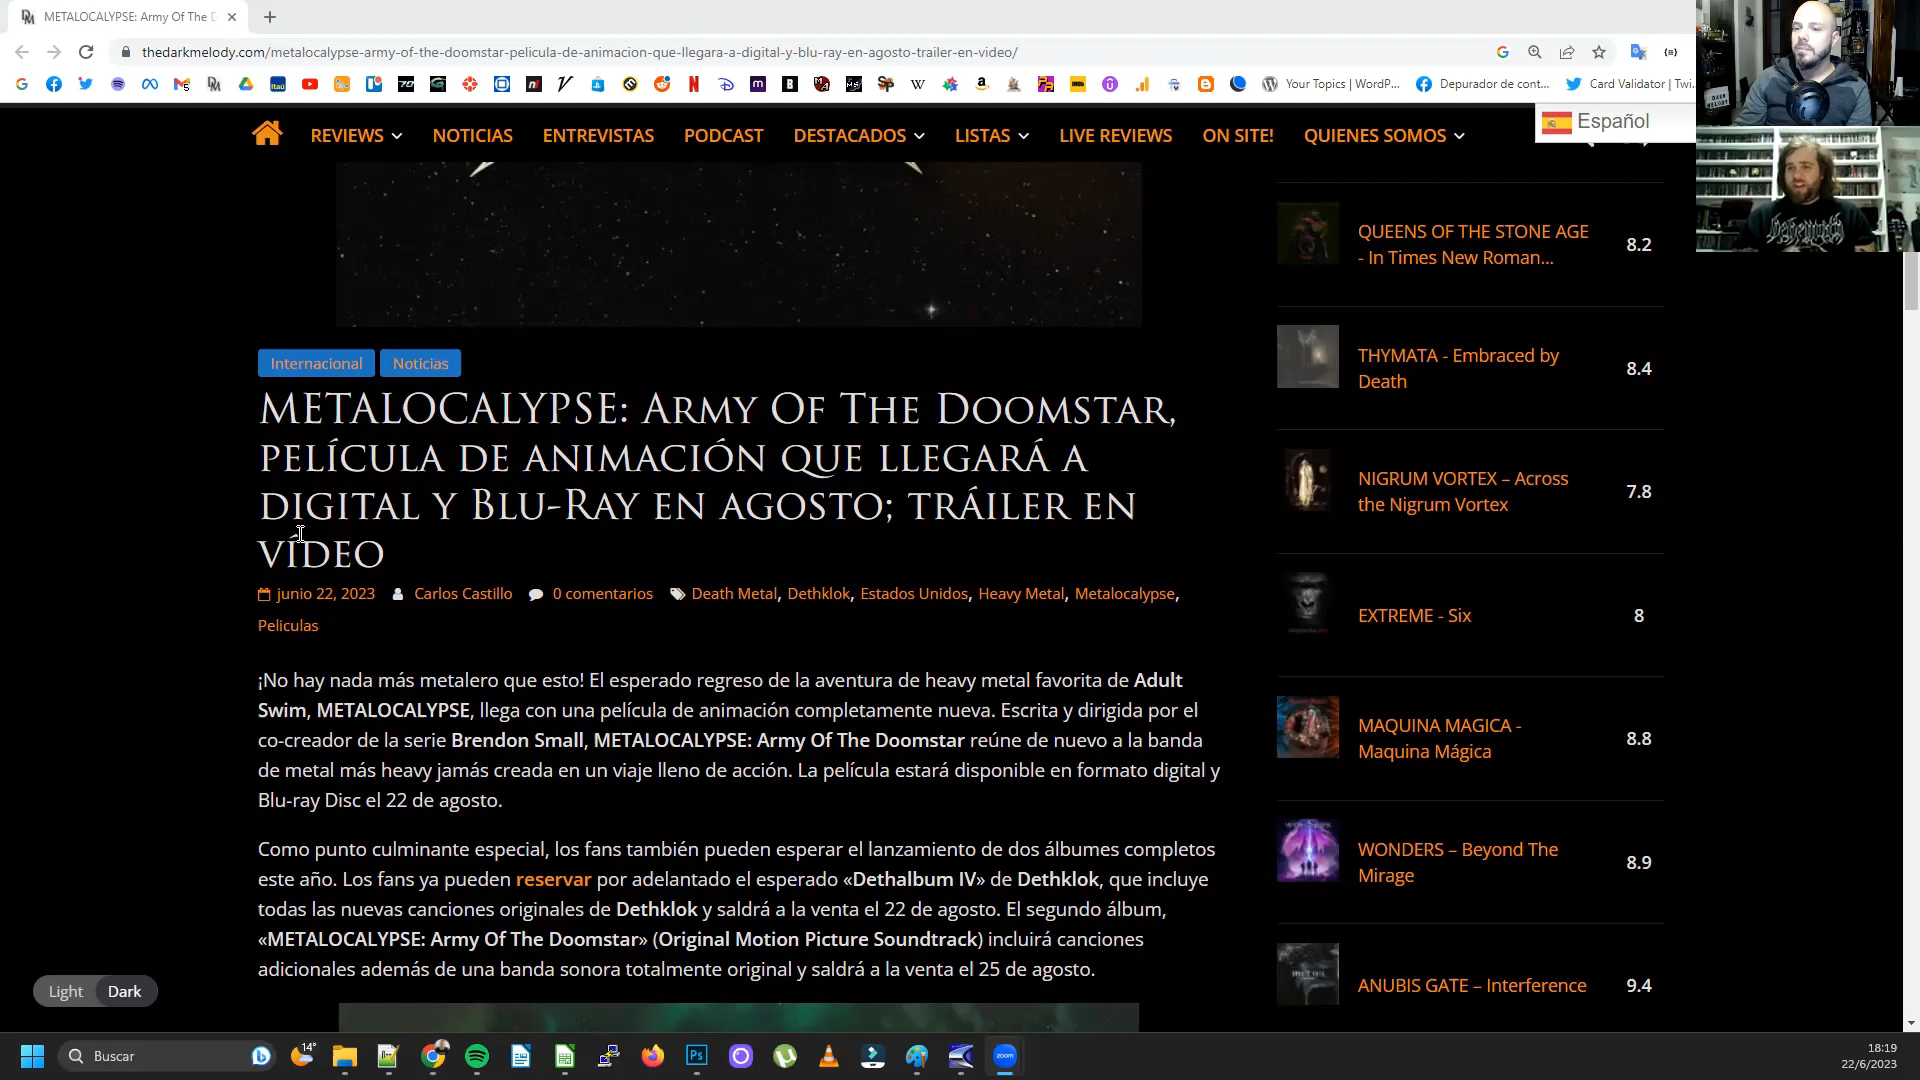 METALOCALYPSE: Army Of The D
thedarkmelody.com/metalocalypse-army-of-the-doomstar-pelicula-de-animacion-que-llegara-a-digital-y-blu-ray-en-agosto-trailer-en-video/
Your Topics | WordP...
Depurador de cont...
Card Validator | Twi...
REVIEWS
NOTICIAS
ENTREVISTAS
PODCAST
DESTACADOS
LISTAS
LIVE REVIEWS
ON SITE!
QUIENES SOMOS
Español
Internacional
Noticias
METALOCALYPSE: Army Of The Doomstar,
película de animación que llegará a
digital y Blu-Ray en agosto; tráiler en
vídeo
junio 22, 2023
Carlos Castillo
0 comentarios
Death Metal, Dethklok, Estados Unidos, Heavy Metal, Metalocalypse,
Peliculas
¡No hay nada más metalero que esto! El esperado regreso de la aventura de heavy metal favorita de Adult
Swim, METALOCALYPSE, llega con una película de animación completamente nueva. Escrita y dirigida por el
co-creador de la serie Brendon Small, METALOCALYPSE: Army Of The Doomstar reúne de nuevo a la banda
de metal más heavy jamás creada en un viaje lleno de acción. La película estará disponible en formato digital y
Blu-ray Disc el 22 de agosto.
Como punto culminante especial, los fans también pueden esperar el lanzamiento de dos álbumes completos
este año. Los fans ya pueden reservar por adelantado el esperado «Dethalbum IV» de Dethklok, que incluye
todas las nuevas canciones originales de Dethklok y saldrá a la venta el 22 de agosto. El segundo álbum,
«METALOCALYPSE: Army Of The Doomstar» (Original Motion Picture Soundtrack) incluirá canciones
adicionales además de una banda sonora totalmente original y saldrá a la venta el 25 de agosto.
QUEENS OF THE STONE AGE
- In Times New Roman...
8.2
THYMATA - Embraced by
Death
8.4
NIGRUM VORTEX – Across
the Nigrum Vortex
7.8
EXTREME - Six
8
MAQUINA MAGICA -
Maquina Mágica
8.8
WONDERS – Beyond The
Mirage
8.9
ANUBIS GATE – Interference
9.4
Light
Dark
Buscar
14°
Ps
zoom
18:19
22/6/2023